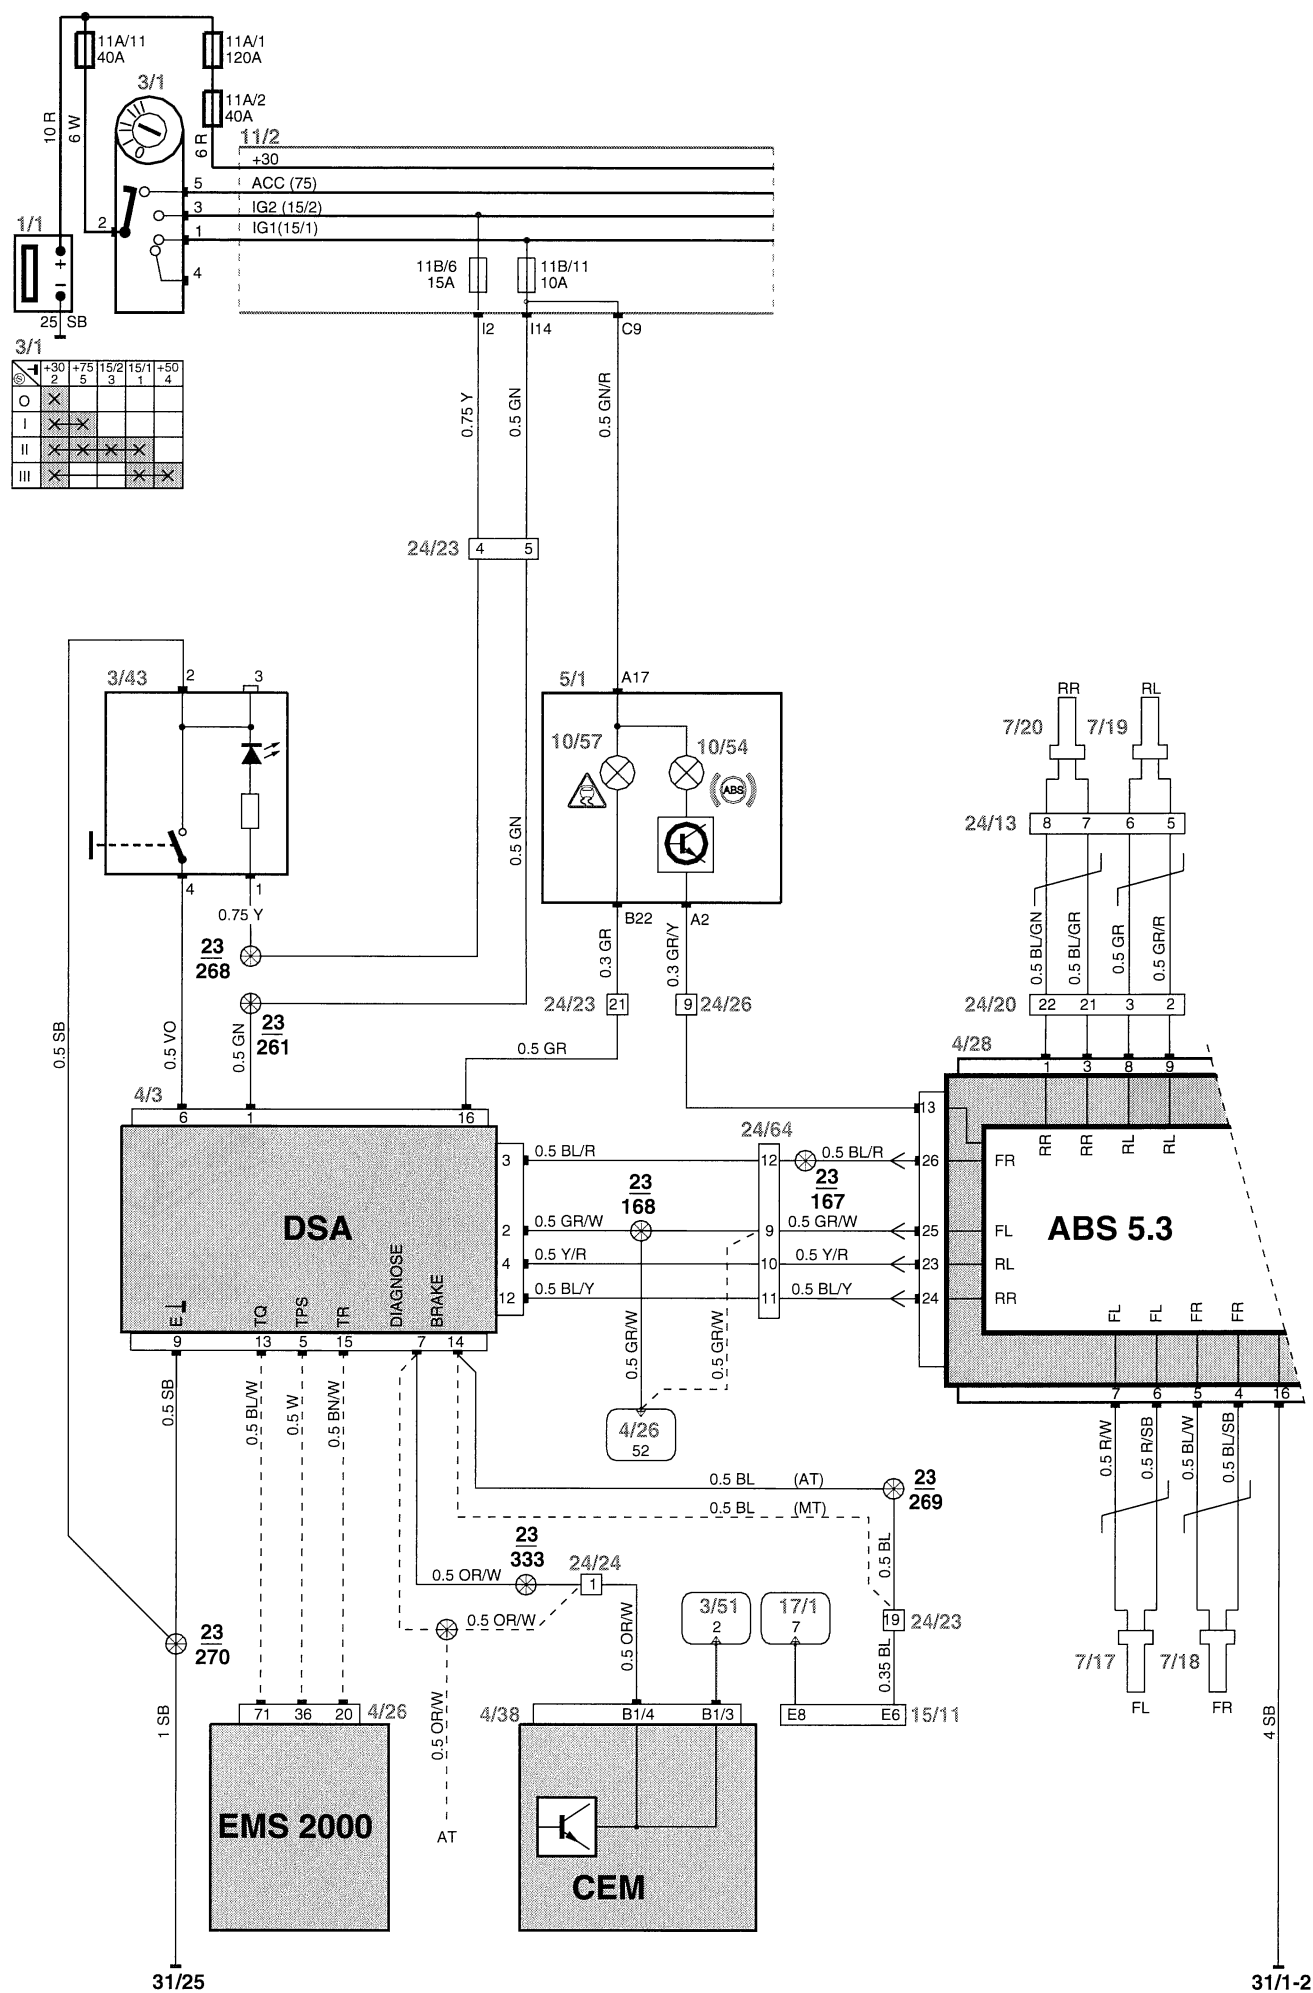 11A/11
40A
11A/1
120A
3/1
11A/2
40A
10 R
6 W
6 R
0
11/2
+30
5
ACC (75)
3
IG2 (15/2)
2
1
IG1(15/1)
4
1/1
+
–
25
SB
11B/6
15A
11B/11
10A
I2
I14
C9
3/1
+30 +75 15/2 15/1 +50
2 5 3 1 4
O
I
II
III
0.75 Y
0.5 GN
0.5 GN/R
24/23
4
5
3/43
2
3
5/1
A17
10/57
10/54
ABS
RR
RL
7/20
7/19
24/13
8 7 6 5
0.5 GN
4
1
0.75 Y
B22
A2
0.3 GR
0.3 GR/Y
0.5 BL/GN
0.5 BL/GR
0.5 GR
0.5 GR/R
23
268
24/23
21
9
24/26
24/20
22 21 3 2
23
261
0.5 SB
0.5 VO
0.5 GN
0.5 GR
4/28
1 3 8 9
4/3
6
1
16
13
RR
RR
RL
RL
24/64
3
0.5 BL/R
12
0.5 BL/R
26
FR
23
168
23
167
DSA
ABS 5.3
2
0.5 GR/W
9
0.5 GR/W
25
FL
4
0.5 Y/R
10
0.5 Y/R
23
RL
12
0.5 BL/Y
11
0.5 BL/Y
24
RR
E
TQ
TPS
TR
DIAGNOSE
BRAKE
FL
FL
FR
FR
9
13
5
15
7
14
0.5 GR/W
0.5 GR/W
7 6 5 4 16
0.5 SB
0.5 BL/W
0.5 W
0.5 BN/W
4/26
52
0.5 R/W
0.5 R/SB
0.5 BL/W
0.5 BL/SB
0.5 BL
(AT)
0.5 BL
(MT)
23
269
23
333
24/24
1
0.5 OR/W
0.5 OR/W
0.5 BL
3/51
2
17/1
7
19
24/23
23
270
0.5 OR/W
0.35 BL
7/17
7/18
FL
FR
1 SB
71 36 20
4/26
0.5 OR/W
4/38
B1/4
B1/3
E8
E6
15/11
4 SB
EMS 2000
AT
CEM
31/25
31/1-2